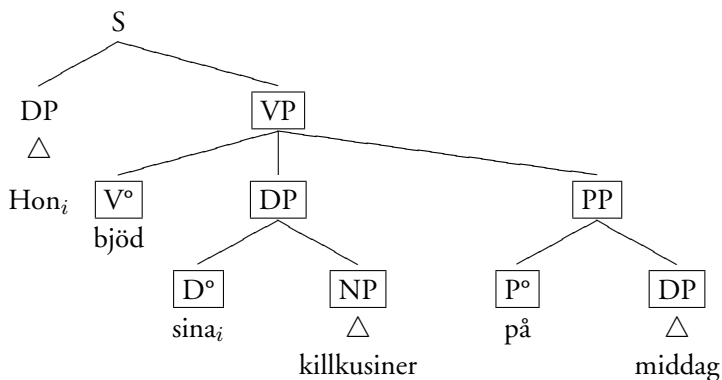 S
DP VP
△
Hon_i V° DP PP
bjöd
D° NP P° DP
sina_i △ på △
killkusiner middag